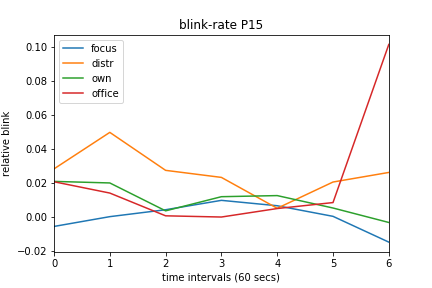 blink-rate P15
focus
distr
own
office
relative blink
0.10
0.08
0.06
0.04
0.02
0.00
−0.02
0 1 2 3 4 5 6
time intervals (60 secs)